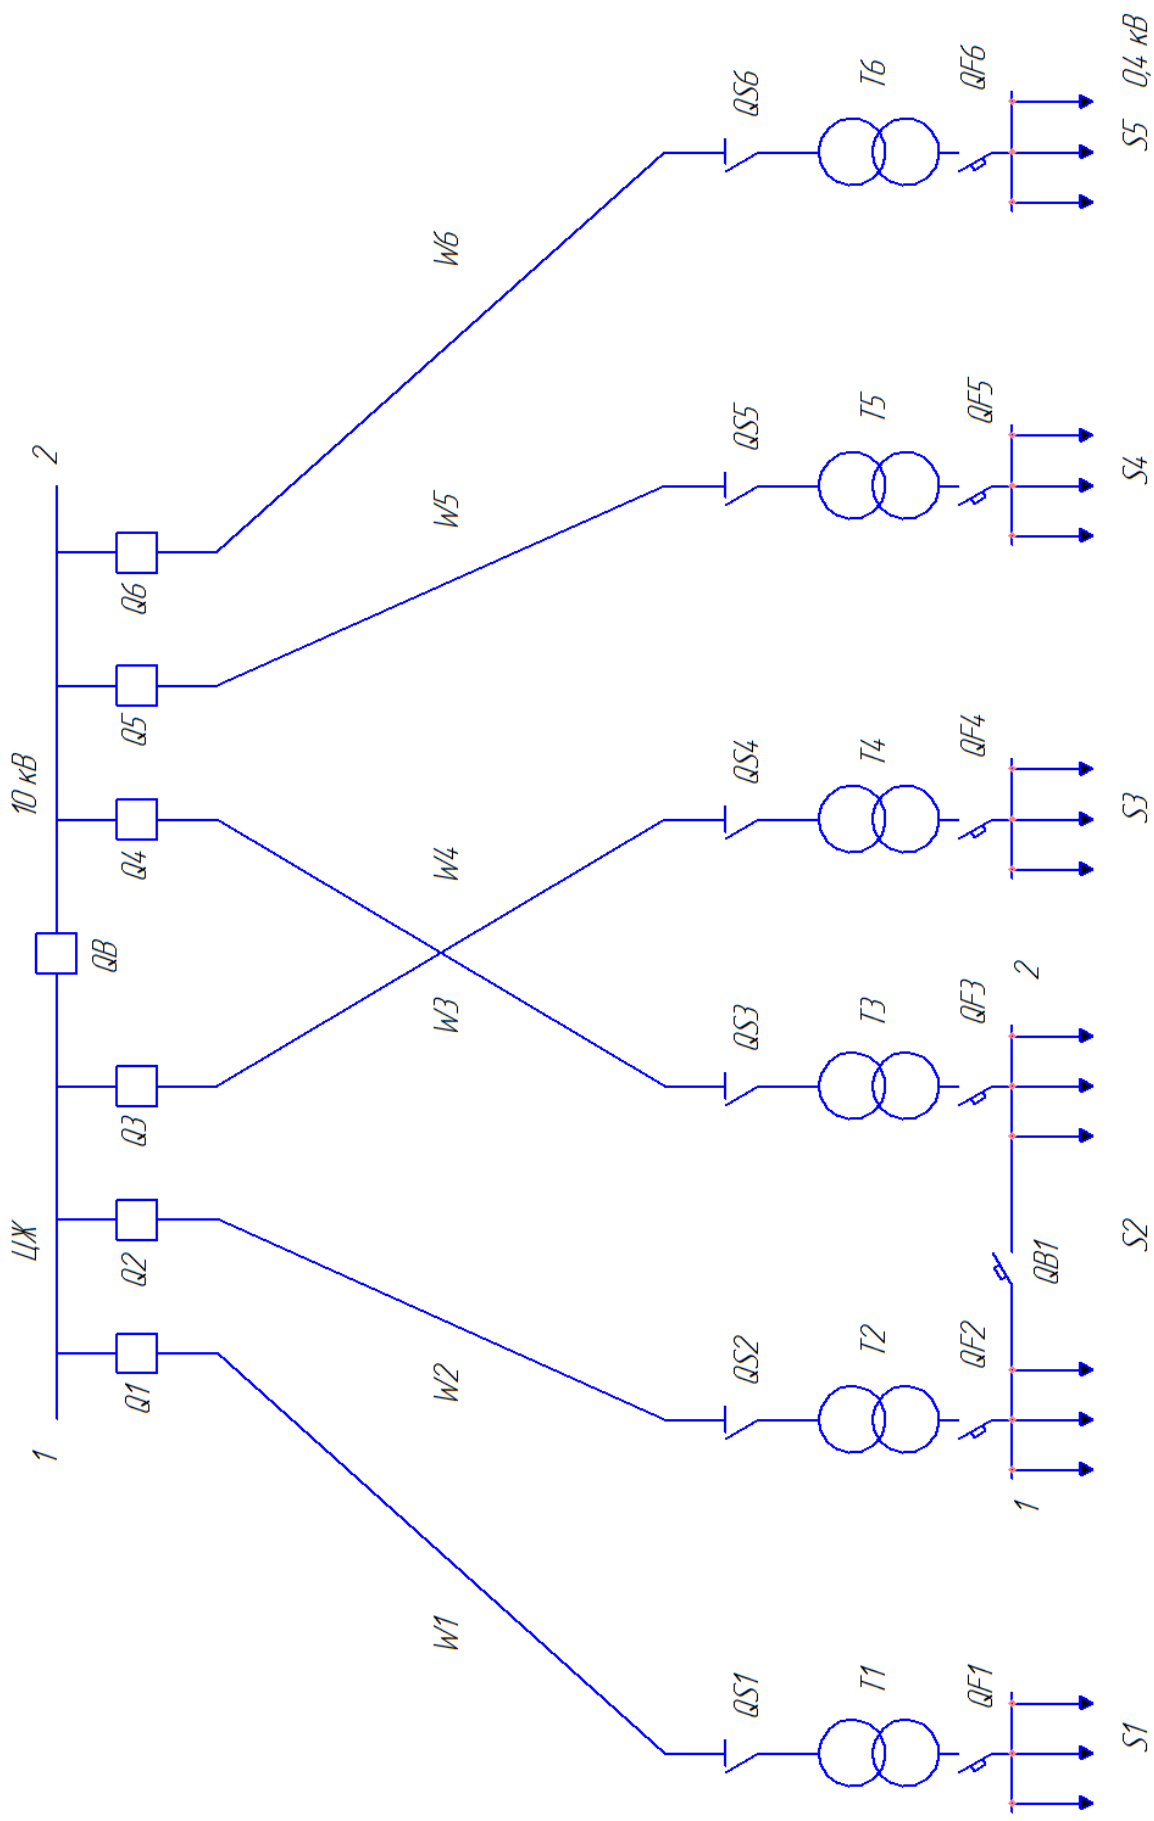 ЦЖ 10 кВ
1 2
QB
Q1 Q2 Q3 Q4 Q5 Q6
W1 W2 W3 W4 W5 W6
QS1 QS2 QS3 QS4 QS5 QS6
T1 T2 T3 T4 T5 T6
QF1 QF2 QF3 QF4 QF5 QF6
1 QB1 2
S1 S2 S3 S4 S5 0,4 кВ